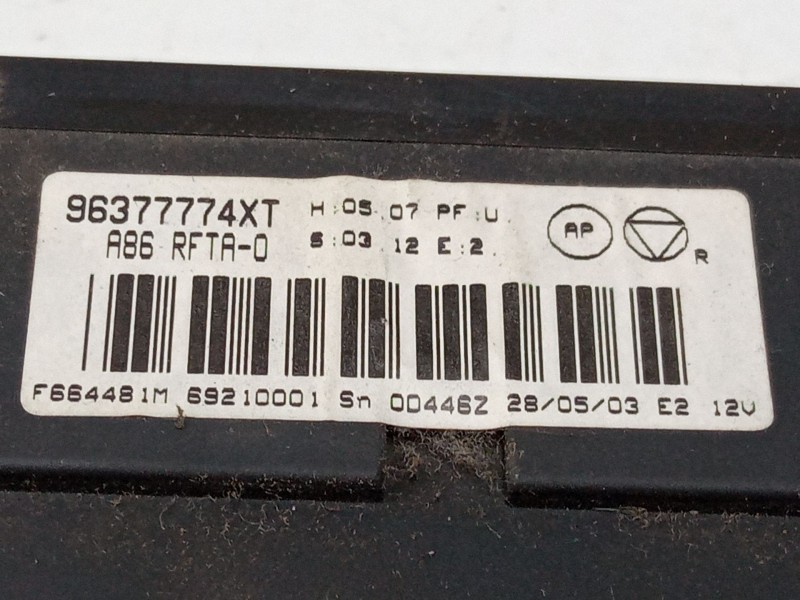 96377774XT H:05.07 PF:U.
A86 RFTA-0 S:03.12 E:2.
AP
R
F664481M 69210001 Sn 00446Z 28/05/03 E2 12V